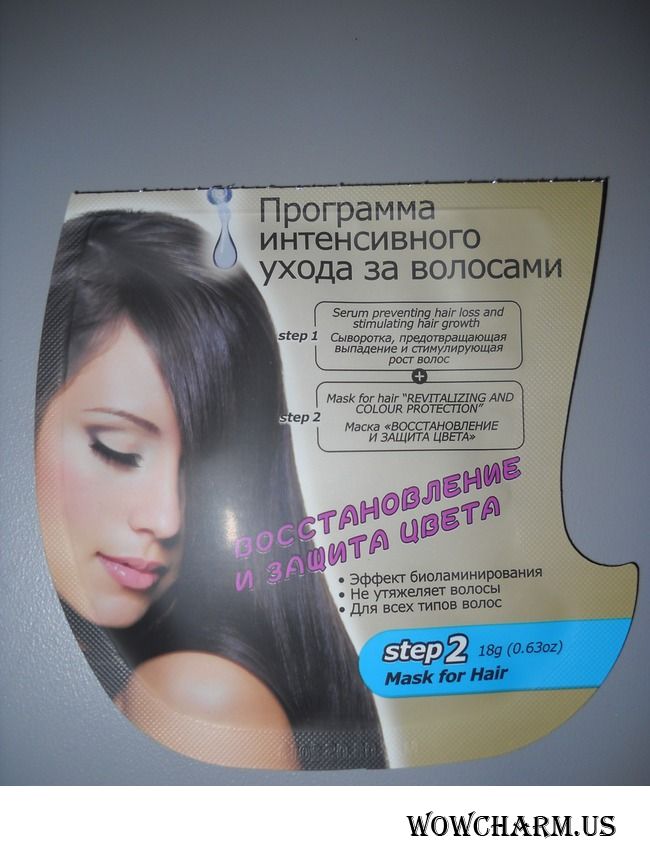 Программа
интенсивного
ухода за волосами
step 1
Serum preventing hair loss and
stimulating hair growth
Сыворотка, предотвращающая
выпадение и стимулирующая
рост волос
+
step 2
Mask for hair "REVITALIZING AND
COLOUR PROTECTION"
Маска «ВОССТАНОВЛЕНИЕ
И ЗАЩИТА ЦВЕТА»
ВОССТАНОВЛЕНИЕ
И ЗАЩИТА ЦВЕТА
• Эффект биоламинирования
• Не утяжеляет волосы
• Для всех типов волос
step 2 18g (0.63oz)
Mask for Hair
WOWCHARM.US